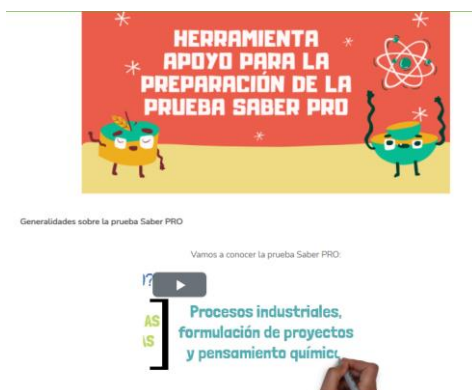 HERRAMIENTA
APOYO PARA LA
PREPARACIÓN DE LA
PRUEBA SABER PRO
Generalidades sobre la prueba Saber PRO
Vamos a conocer la prueba Saber PRO:
Procesos industriales,
formulación de proyectos
y pensamiento químic